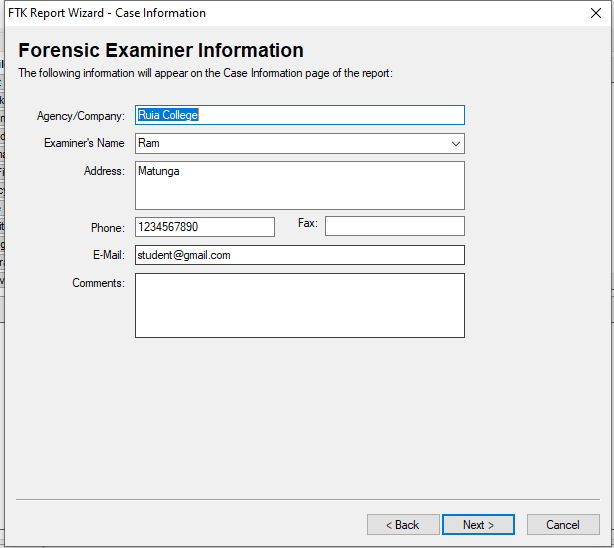 FTK Report Wizard - Case Information
Forensic Examiner Information
The following information will appear on the Case Information page of the report:
Agency/Company: Ruia College
Examiner's Name Ram
Address: Matunga
Phone: 1234567890 Fax:
E-Mail: student@gmail.com
Comments:
< Back Next > Cancel